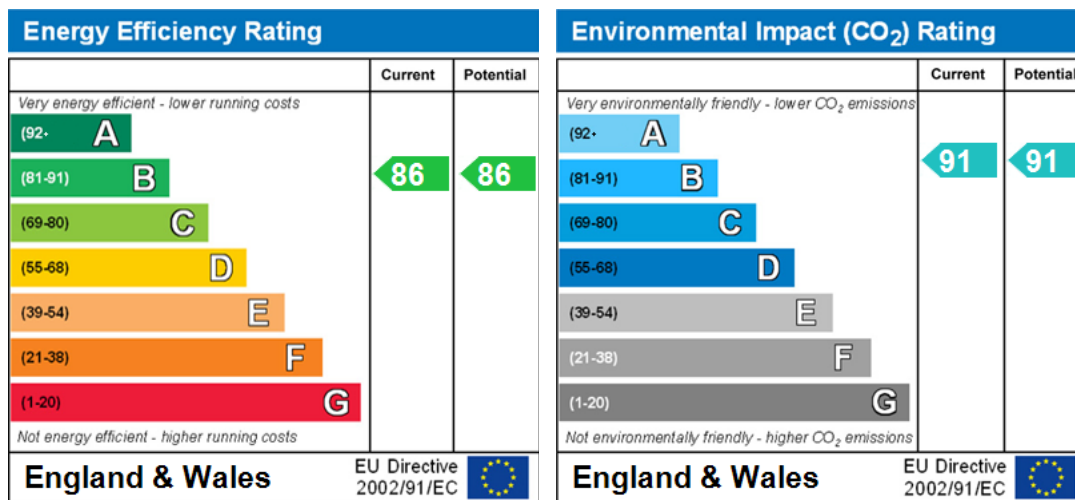 Energy Efficiency Rating
Current Potential
Very energy efficient - lower running costs
(92- A
(81-91) B
86 86
(69-80) C
(55-68) D
(39-54) E
(21-38) F
(1-20) G
Not energy efficient - higher running costs
England & Wales
EU Directive
2002/91/EC
Environmental Impact (CO₂) Rating
Current Potential
Very environmentally friendly - lower CO₂ emissions
(92- A
(81-91) B
91 91
(69-80) C
(55-68) D
(39-54) E
(21-38) F
(1-20) G
Not environmentally friendly - higher CO₂ emissions
England & Wales
EU Directive
2002/91/EC